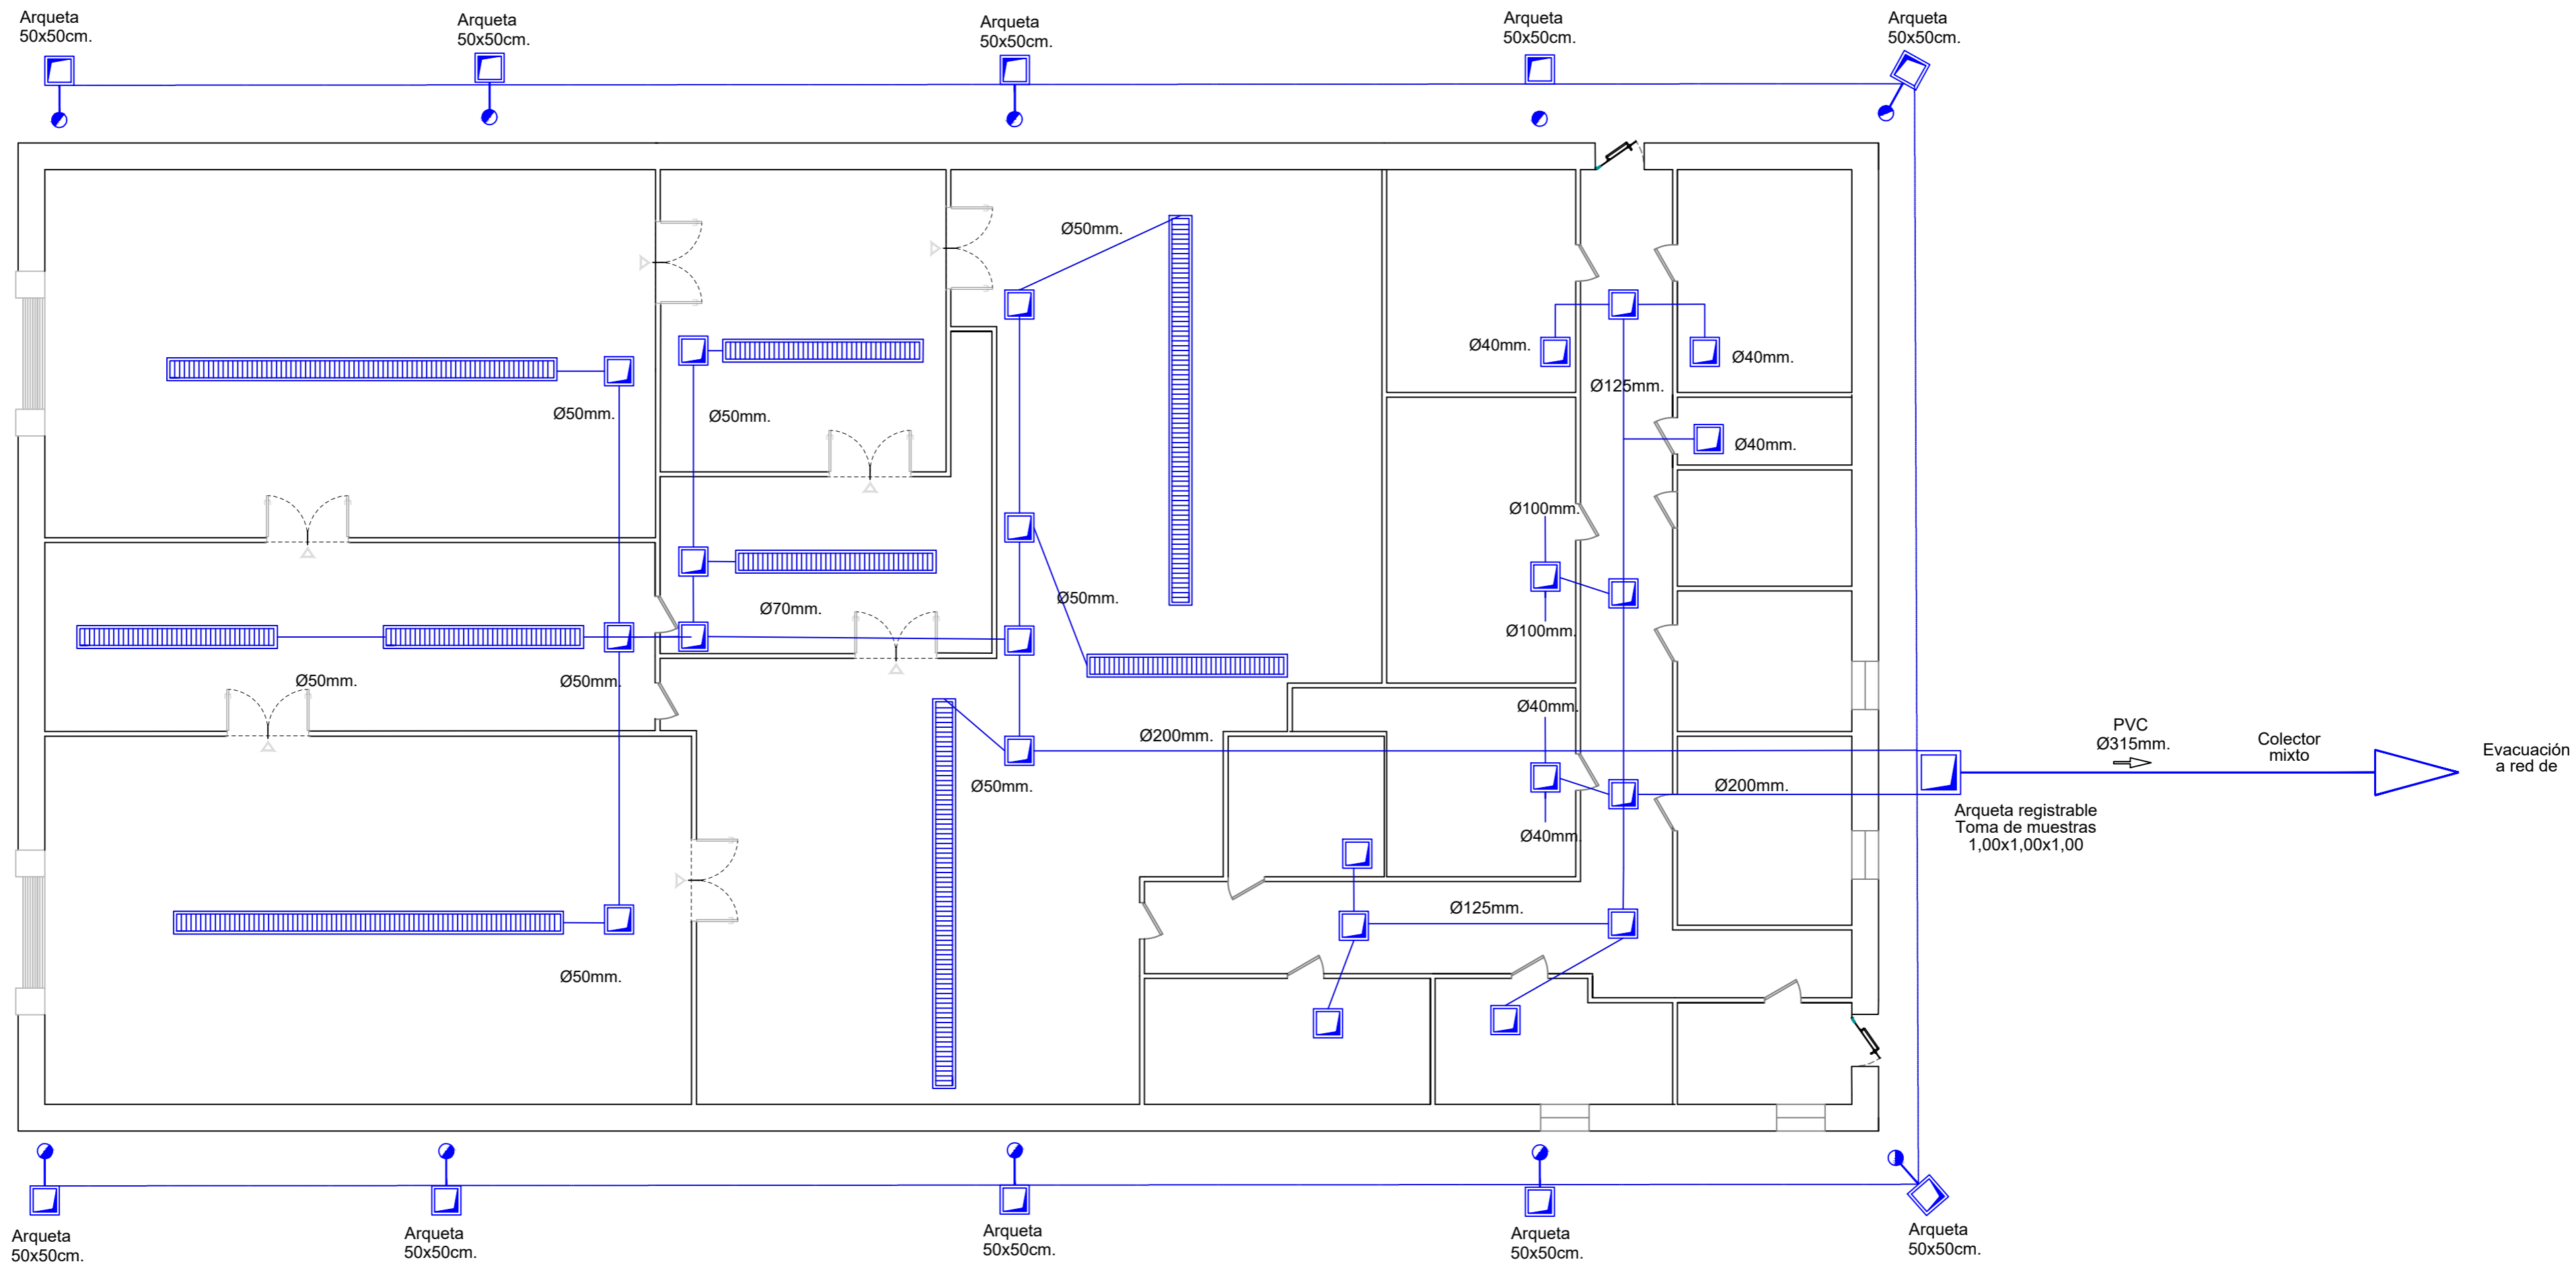 Arqueta
50x50cm.
Arqueta
50x50cm.
Arqueta
50x50cm.
Arqueta
50x50cm.
Arqueta
50x50cm.
Ø50mm.
Ø40mm.
Ø40mm.
Ø125mm.
Ø50mm.
Ø50mm.
Ø40mm.
Ø100mm.
Ø50mm.
Ø70mm.
Ø100mm.
Ø50mm.
Ø50mm.
Ø40mm.
Ø200mm.
PVC
Ø315mm.
Colector
mixto
Evacuación
a red de
Ø50mm.
Ø200mm.
Ø40mm.
Arqueta registrable
Toma de muestras
1,00x1,00x1,00
Ø125mm.
Ø50mm.
Arqueta
50x50cm.
Arqueta
50x50cm.
Arqueta
50x50cm.
Arqueta
50x50cm.
Arqueta
50x50cm.